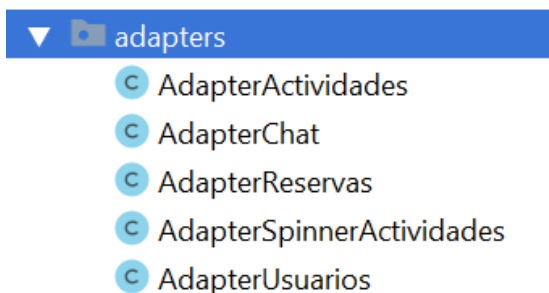 adapters
C AdapterActividades
C AdapterChat
C AdapterReservas
C AdapterSpinnerActividades
C AdapterUsuarios